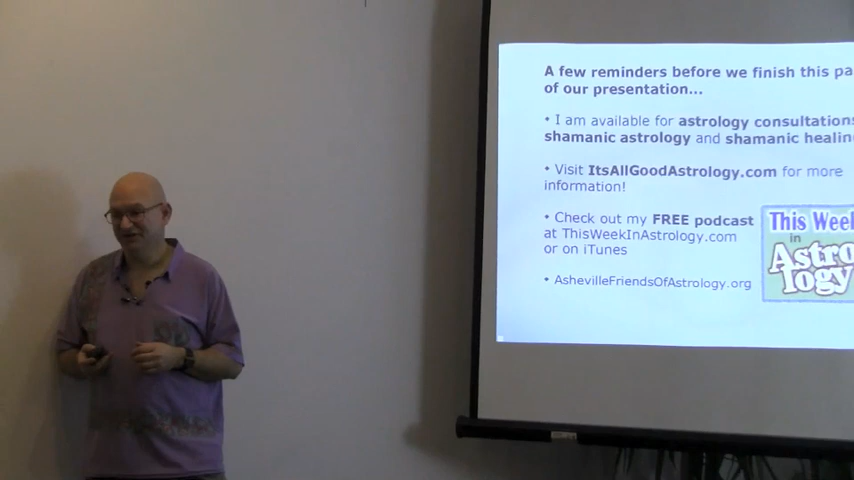 A few reminders before we finish this pa
of our presentation...
• I am available for astrology consultations
shamanic astrology and shamanic healin
• Visit ItsAllGoodAstrology.com for more
information!
• Check out my FREE podcast
at ThisWeekInAstrology.com
or on iTunes
• AshevilleFriendsOfAstrology.org
This Week
in
Astro
logy